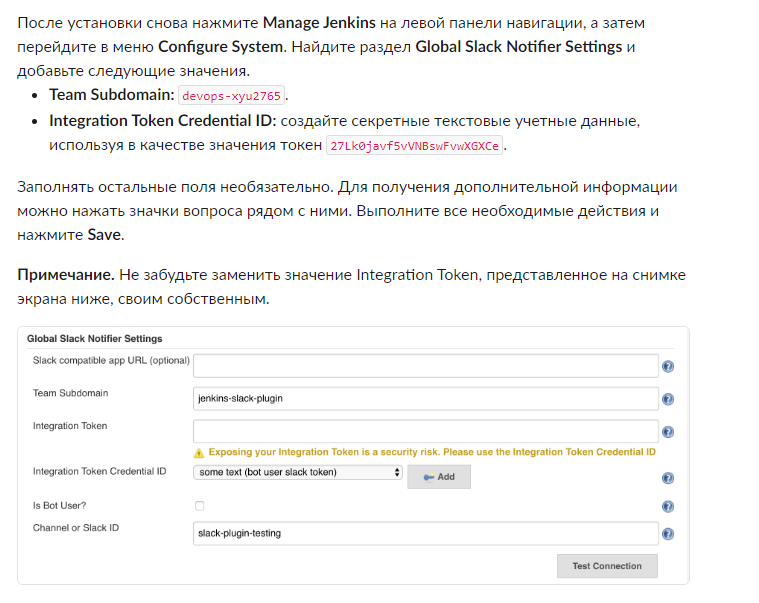 После установки снова нажмите Manage Jenkins на левой панели навигации, а затем
перейдите в меню Configure System. Найдите раздел Global Slack Notifier Settings и
добавьте следующие значения.
• Team Subdomain: devops-xyu2765.
• Integration Token Credential ID: создайте секретные текстовые учетные данные,
используя в качестве значения токен 27Lk0javf5vVNBswFvwXGXCe.
Заполнять остальные поля необязательно. Для получения дополнительной информации
можно нажать значки вопроса рядом с ними. Выполните все необходимые действия и
нажмите Save.
Примечание. Не забудьте заменить значение Integration Token, представленное на снимке
экрана ниже, своим собственным.
Global Slack Notifier Settings
Slack compatible app URL (optional)
Team Subdomain jenkins-slack-plugin
Integration Token
Exposing your Integration Token is a security risk. Please use the Integration Token Credential ID
Integration Token Credential ID some text (bot user slack token) Add
Is Bot User?
Channel or Slack ID slack-plugin-testing
Test Connection